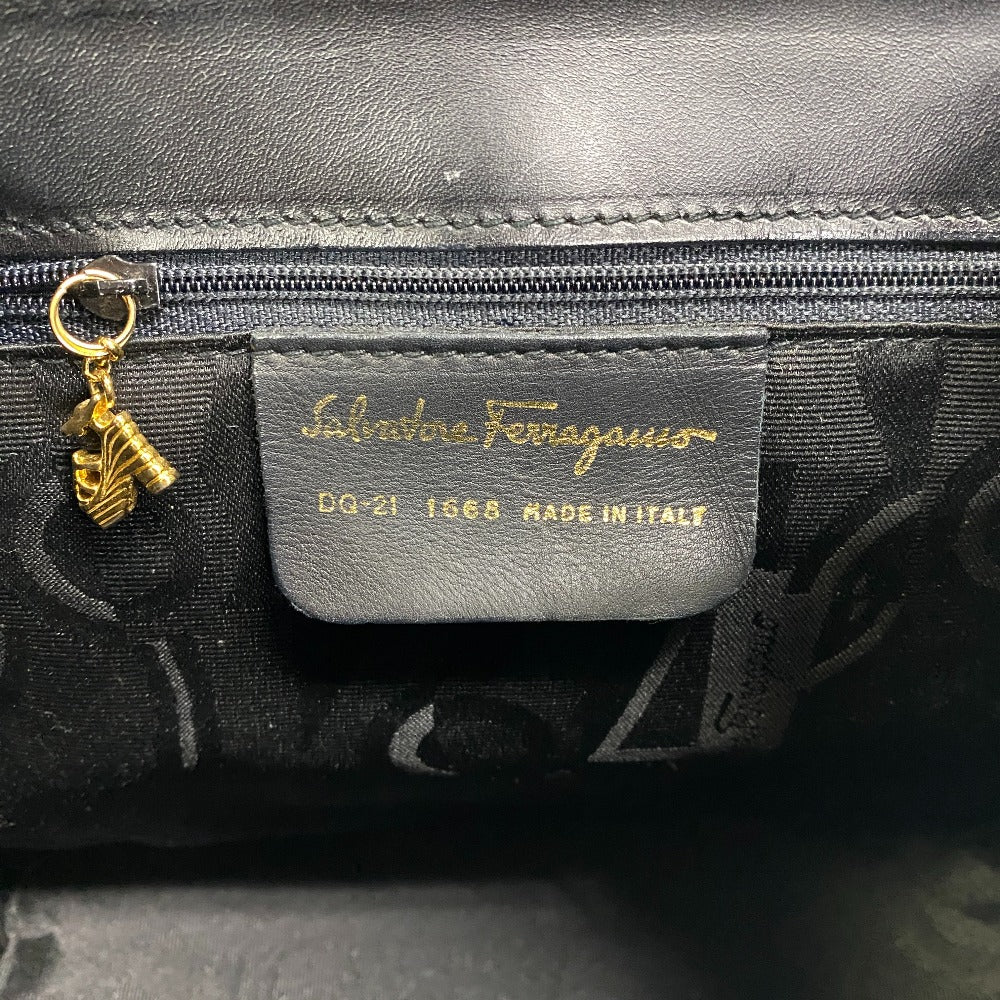 Salvatore Ferragamo
DQ-21 1668 MADE IN ITALY